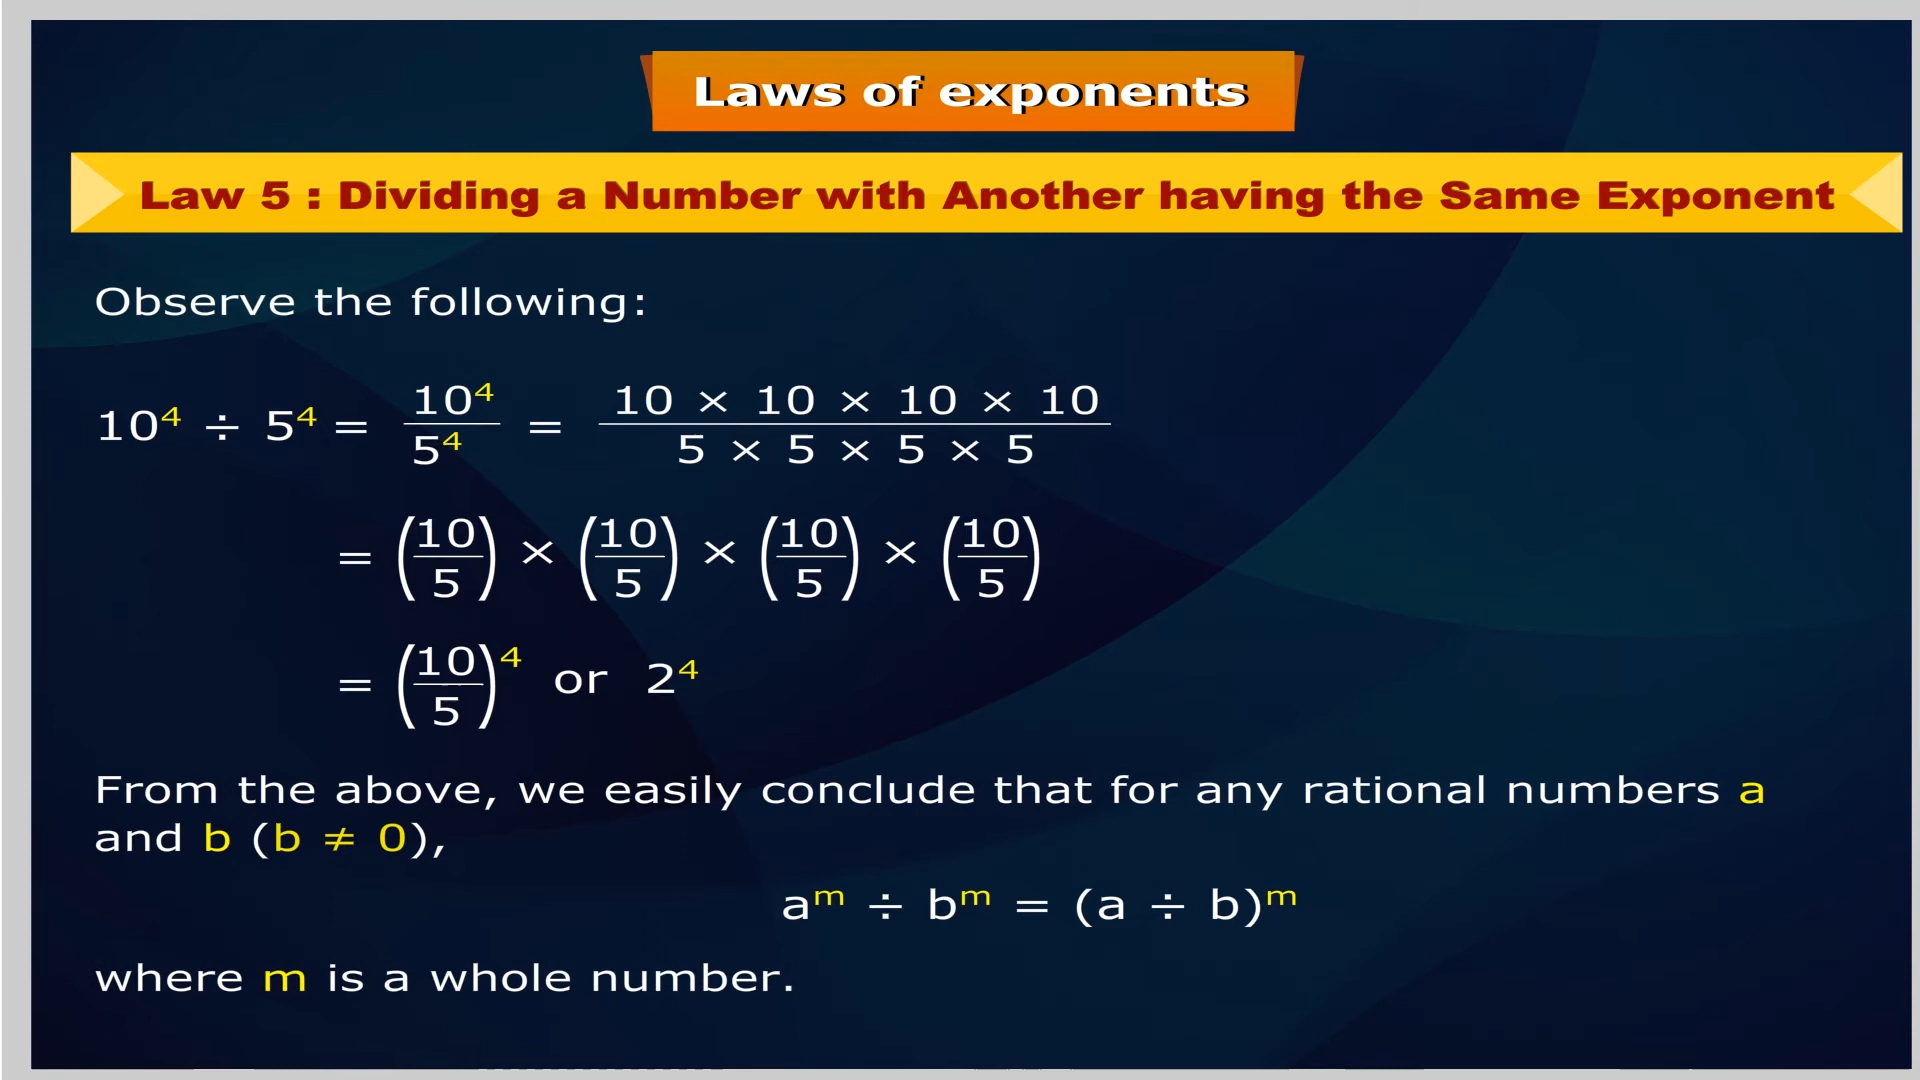 Laws of exponents
Law 5 : Dividing a Number with Another having the Same Exponent
Observe the following:
10⁴ ÷ 5⁴ = 10⁴/5⁴ = (10 × 10 × 10 × 10)/(5 × 5 × 5 × 5)
= (10/5) × (10/5) × (10/5) × (10/5)
= (10/5)⁴ or 2⁴
From the above, we easily conclude that for any rational numbers a
and b (b ≠ 0),
aᵐ ÷ bᵐ = (a ÷ b)ᵐ
where m is a whole number.